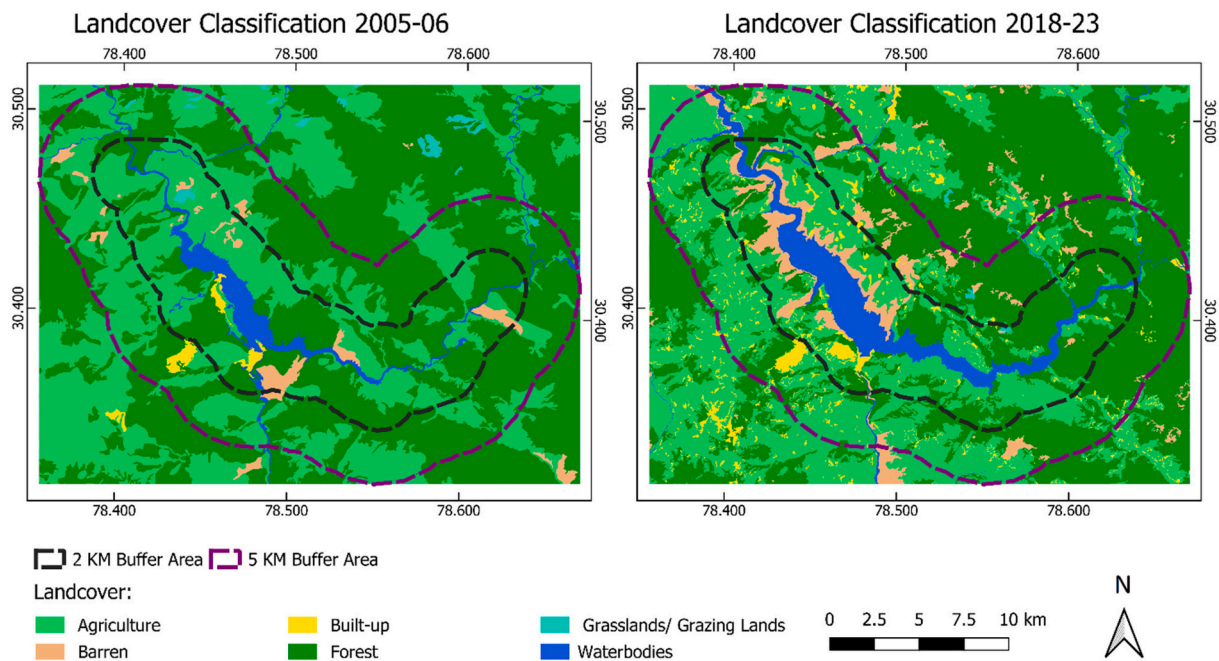 Landcover Classification 2005-06
Landcover Classification 2018-23
78.400 78.500 78.600
78.400 78.500 78.600
30.500 30.500 30.500 30.500
30.400 30.400 30.400 30.400
78.400 78.500 78.600
78.400 78.500 78.600
2 KM Buffer Area 5 KM Buffer Area
Landcover:
Agriculture Built-up Grasslands/ Grazing Lands
Barren Forest Waterbodies
0 2.5 5 7.5 10 km
N